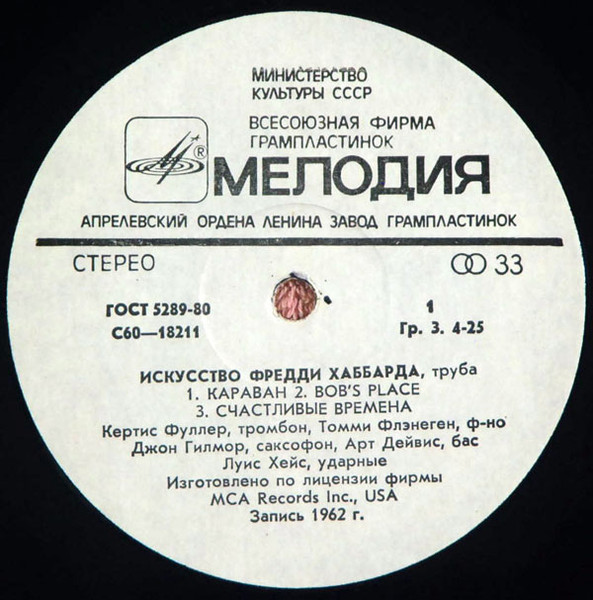 МИНИСТЕРСТВО
КУЛЬТУРЫ СССР
ВСЕСОЮЗНАЯ ФИРМА
ГРАМПЛАСТИНОК
®
МЕЛОДИЯ
АПРЕЛЕВСКИЙ ОРДЕНА ЛЕНИНА ЗАВОД ГРАМПЛАСТИНОК
СТЕРЕО
33
ГОСТ 5289-80
1
С60—18211
Гр. 3. 4-25
ИСКУССТВО ФРЕДДИ ХАББАРДА, труба
1. КАРАВАН 2. BOB'S PLACE
3. СЧАСТЛИВЫЕ ВРЕМЕНА
Кертис Фуллер, тромбон, Томми Флэнеген, ф-но
Джон Гилмор, саксофон, Арт Дейвис, бас
Луис Хейс, ударные
Изготовлено по лицензии фирмы
MCA Records Inc., USA
Запись 1962 г.